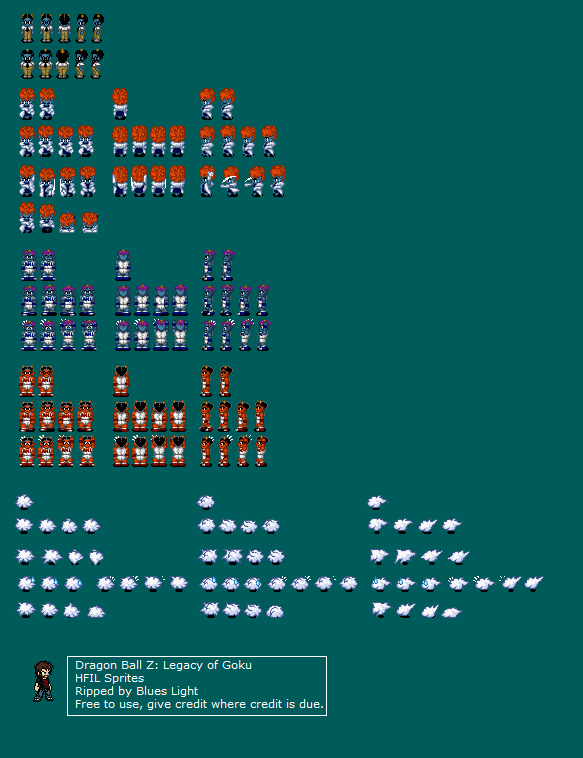 Dragon Ball Z: Legacy of Goku
HFIL Sprites
Ripped by Blues Light
Free to use, give credit where credit is due.